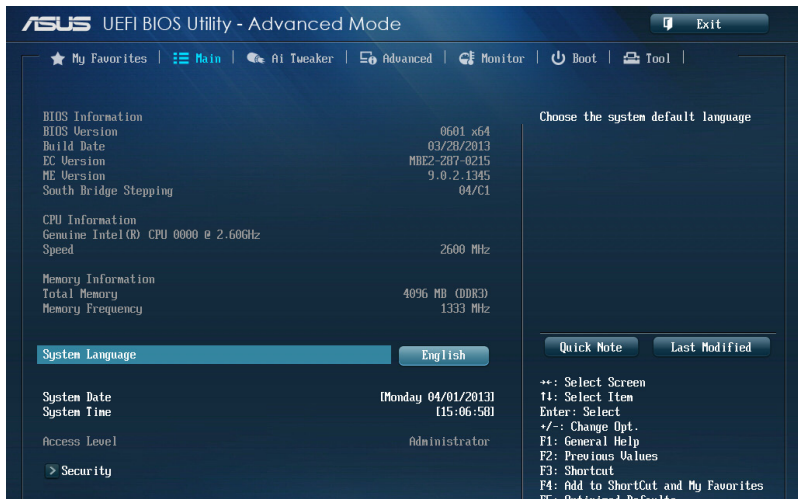 ASUS UEFI BIOS Utility - Advanced Mode
Exit
My Favorites | Main | Ai Tweaker | Advanced | Monitor | Boot | Tool |
BIOS Information
BIOS Version 0601 x64
Build Date 03/28/2013
EC Version MBE2-Z87-0215
ME Version 9.0.2.1345
South Bridge Stepping 04/C1
CPU Information
Genuine Intel(R) CPU 0000 @ 2.60GHz
Speed 2600 MHz
Memory Information
Total Memory 4096 MB (DDR3)
Memory Frequency 1333 MHz
System Language English
System Date [Monday 04/01/2013]
System Time [15:06:58]
Access Level Administrator
> Security
Choose the system default language
Quick Note Last Modified
→←: Select Screen
↑↓: Select Item
Enter: Select
+/-: Change Opt.
F1: General Help
F2: Previous Values
F3: Shortcut
F4: Add to ShortCut and My Favorites
F5: Optimized Defaults